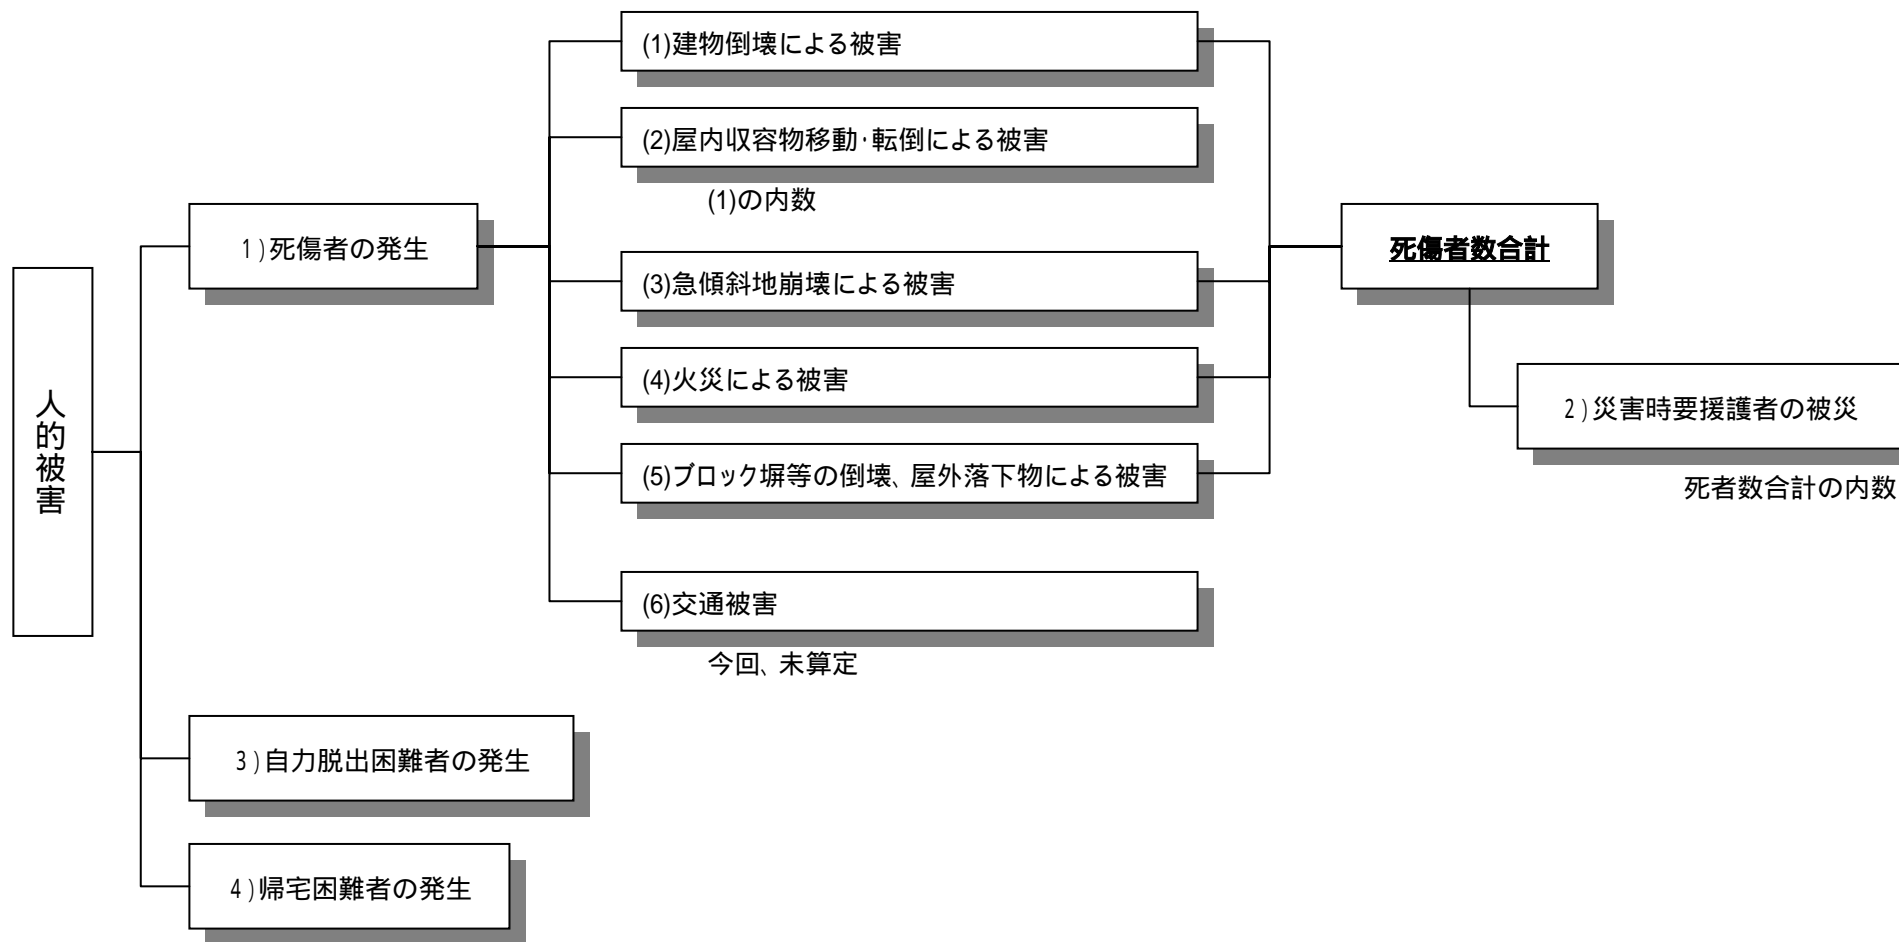 人的被害
1)死傷者の発生
(1)建物倒壊による被害
(2)屋内収容物移動・転倒による被害
(1)の内数
(3)急傾斜地崩壊による被害
(4)火災による被害
(5)ブロック塀等の倒壊、屋外落下物による被害
(6)交通被害
今回、未算定
死傷者数合計
2)災害時要援護者の被災
死者数合計の内数
3)自力脱出困難者の発生
4)帰宅困難者の発生